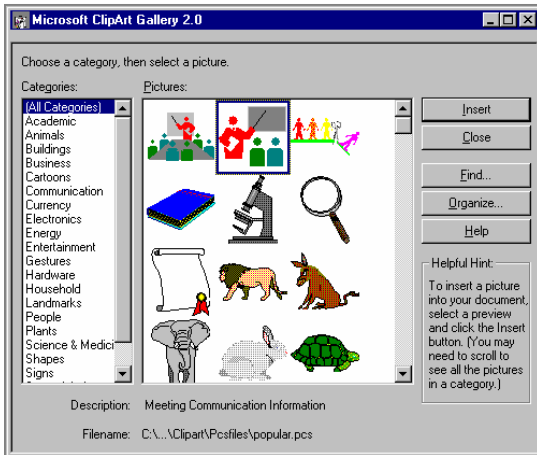 Microsoft ClipArt Gallery 2.0
Choose a category, then select a picture.
Categories:
Pictures:
(All Categories)
Academic
Animals
Buildings
Business
Cartoons
Communication
Currency
Electronics
Energy
Entertainment
Gestures
Hardware
Household
Landmarks
People
Plants
Science & Medici
Shapes
Signs
Insert
Close
Find...
Organize...
Help
Helpful Hint:
To insert a picture
into your document,
select a preview
and click the Insert
button. (You may
need to scroll to
see all the pictures
in a category.)
Description: Meeting Communication Information
Filename: C:\...\Clipart\Pcsfiles\popular.pcs